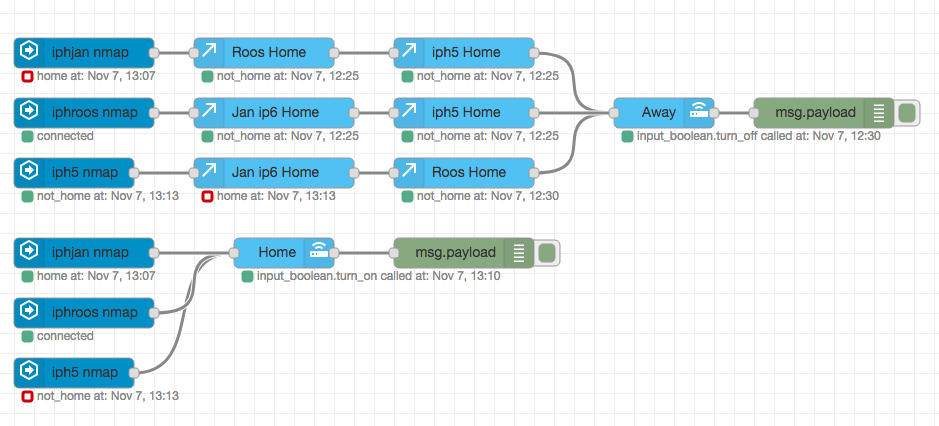 iphjan nmap Roos Home iph5 Home
home at: Nov 7, 13:07 not_home at: Nov 7, 12:25 not_home at: Nov 7, 12:25
iphroos nmap Jan ip6 Home iph5 Home Away msg.payload
connected not_home at: Nov 7, 12:25 not_home at: Nov 7, 12:25 input_boolean.turn_off called at: Nov 7, 12:30
iph5 nmap Jan ip6 Home Roos Home
not_home at: Nov 7, 13:13 home at: Nov 7, 13:13 not_home at: Nov 7, 12:30
iphjan nmap Home msg.payload
home at: Nov 7, 13:07 input_boolean.turn_on called at: Nov 7, 13:10
iphroos nmap
connected
iph5 nmap
not_home at: Nov 7, 13:13